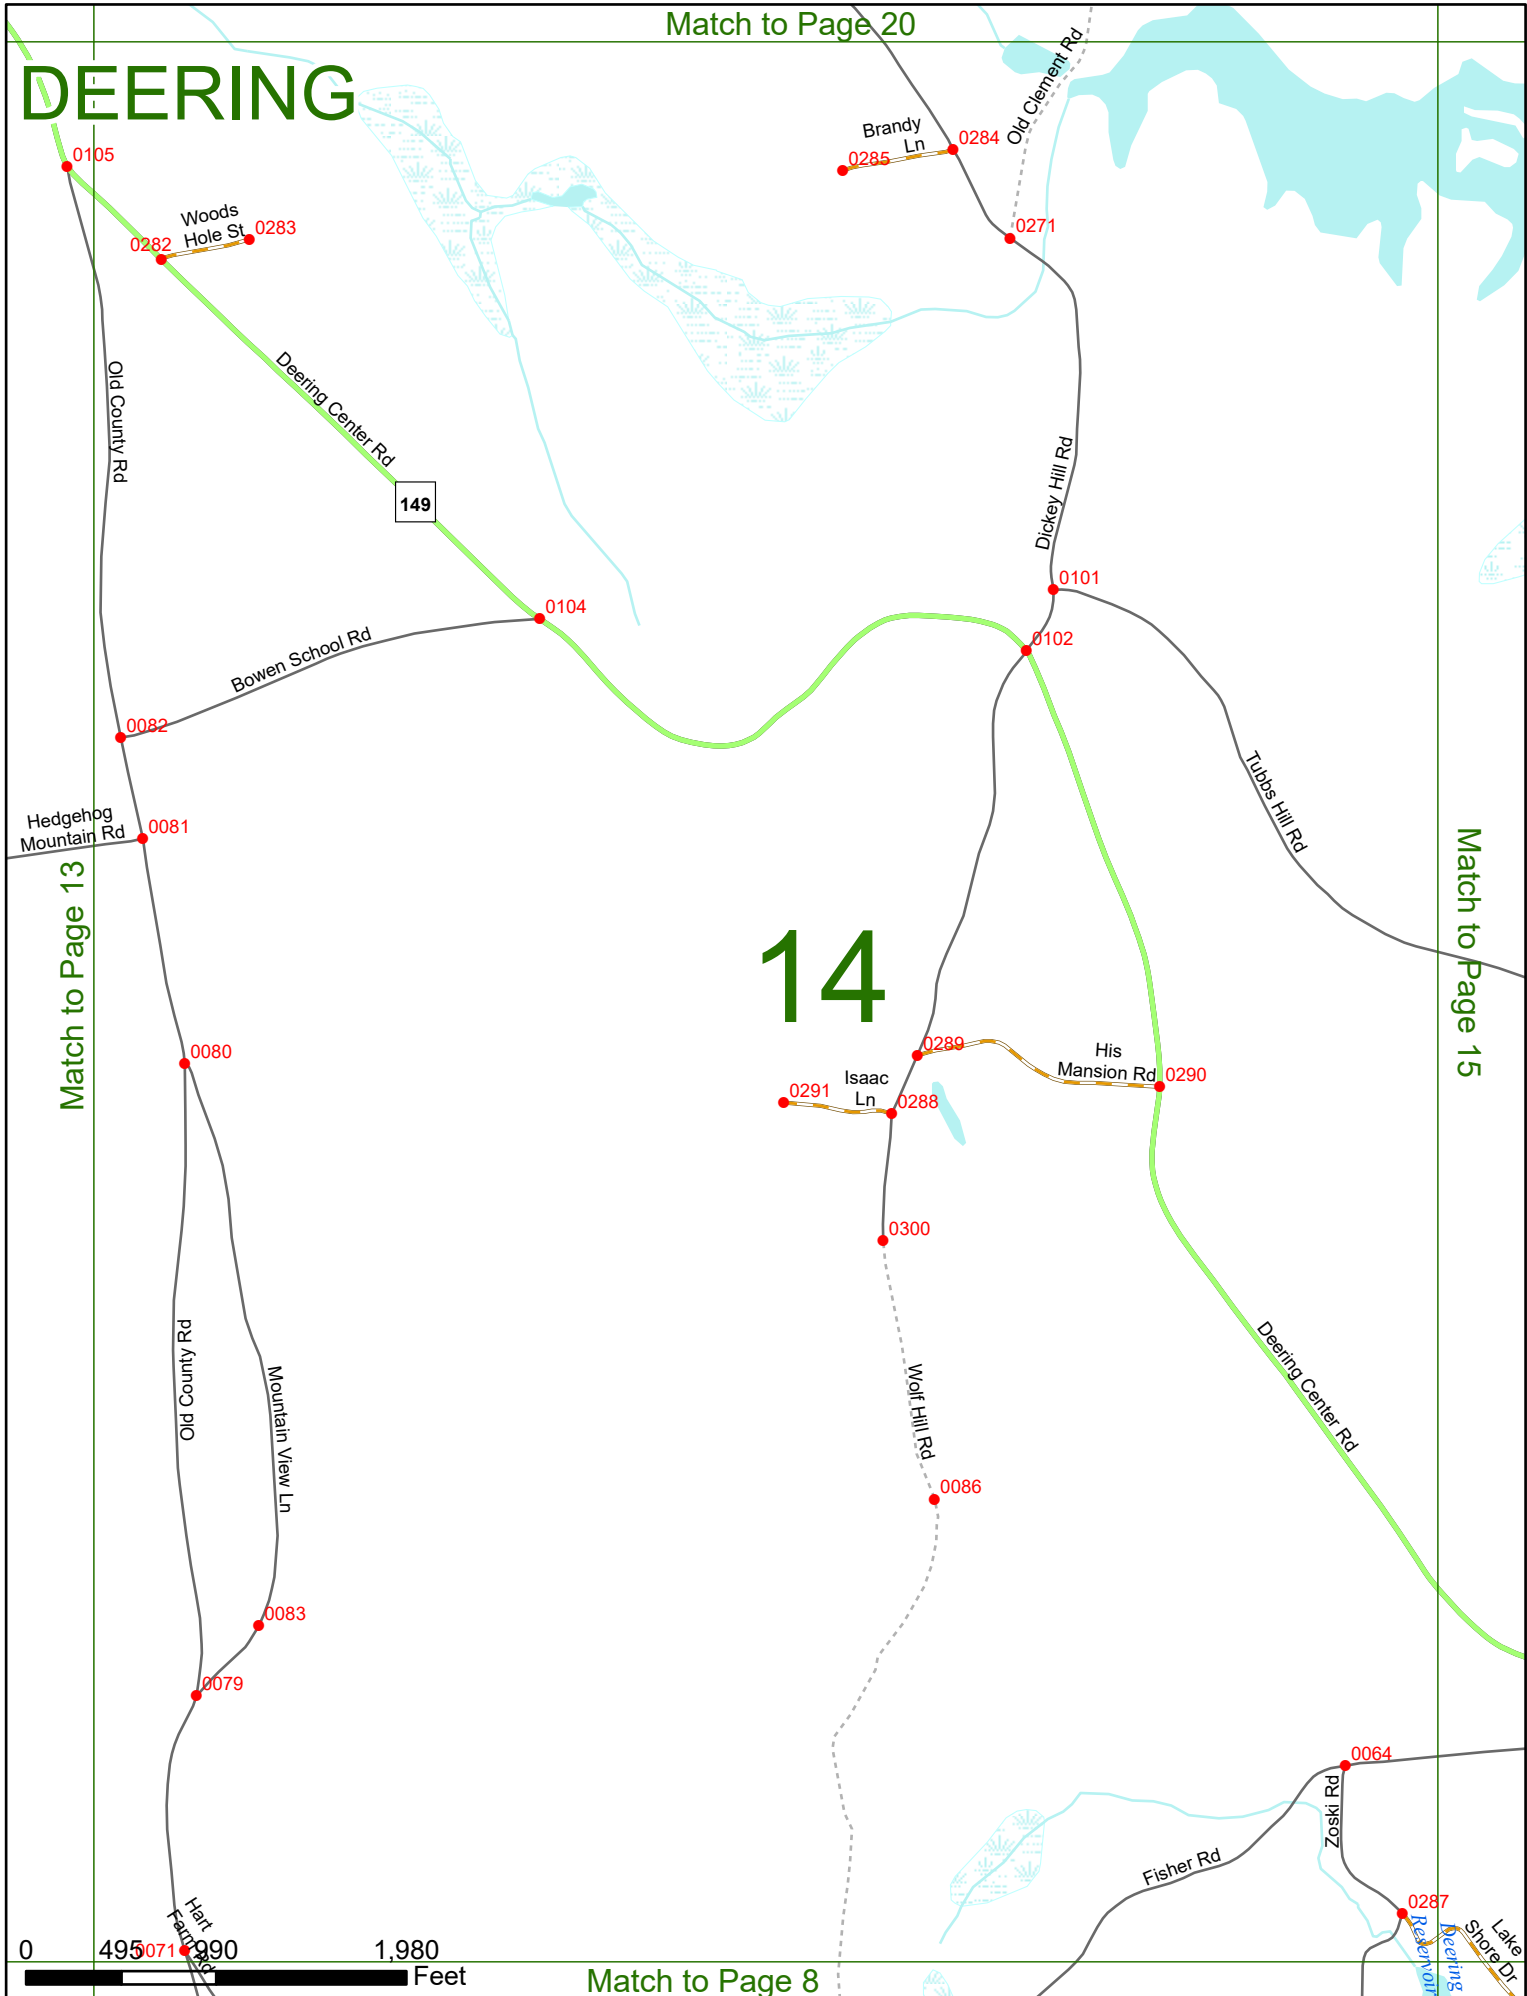 Match to Page 20
DEERING
Old Clement Rd
Brandy
Ln
0284
0285
0105
Woods
Hole St
0283
0282
0271
Old County Rd
Deering Center Rd
149
Dickey Hill Rd
0101
0104
0102
Bowen School Rd
0082
Tubbs Hill Rd
Hedgehog
Mountain Rd
0081
Match to Page 13
Match to Page 15
14
0080
0289
His
Mansion Rd
0290
Isaac
Ln
0291
0288
0300
Old County Rd
Mountain View Ln
Wolf Hill Rd
Deering Center Rd
0086
0083
0079
0064
Zoski Rd
Fisher Rd
0287
Hart
Farm Rd
0071
Deering
Reservoir
Lake
Shore Dr
0 495 990 1,980
Feet
Match to Page 8